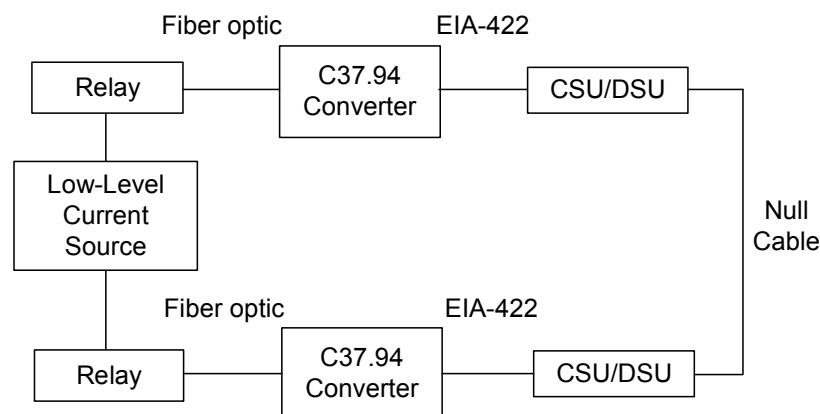 Fiber optic
EIA-422
Relay
C37.94
Converter
CSU/DSU
Low-Level
Current
Source
Null
Cable
Fiber optic
EIA-422
Relay
C37.94
Converter
CSU/DSU